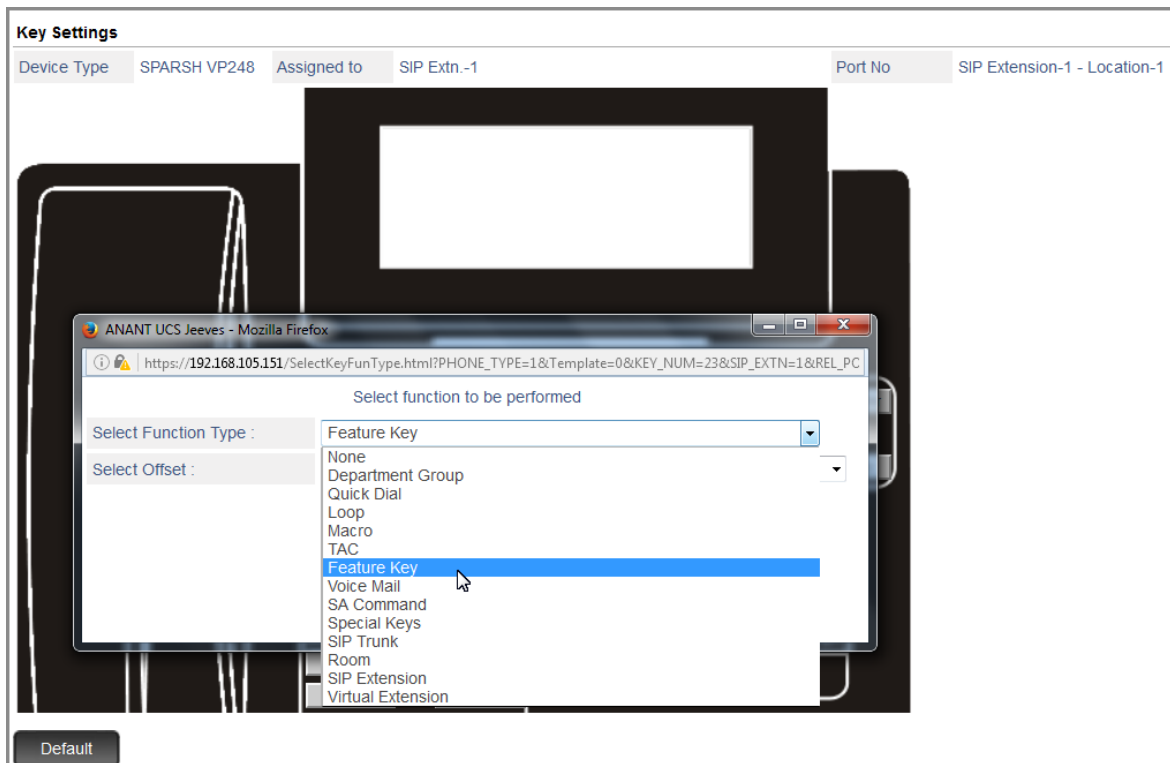 Key Settings
Device Type SPARSH VP248 Assigned to SIP Extn.-1 Port No SIP Extension-1 - Location-1
ANANT UCS Jeeves - Mozilla Firefox
https://192.168.105.151/SelectKeyFunType.html?PHONE_TYPE=1&Template=0&KEY_NUM=23&SIP_EXTN=1&REL_PC
Select function to be performed
Select Function Type : Feature Key
Select Offset :
None
Department Group
Quick Dial
Loop
Macro
TAC
Feature Key
Voice Mail
SA Command
Special Keys
SIP Trunk
Room
SIP Extension
Virtual Extension
Default